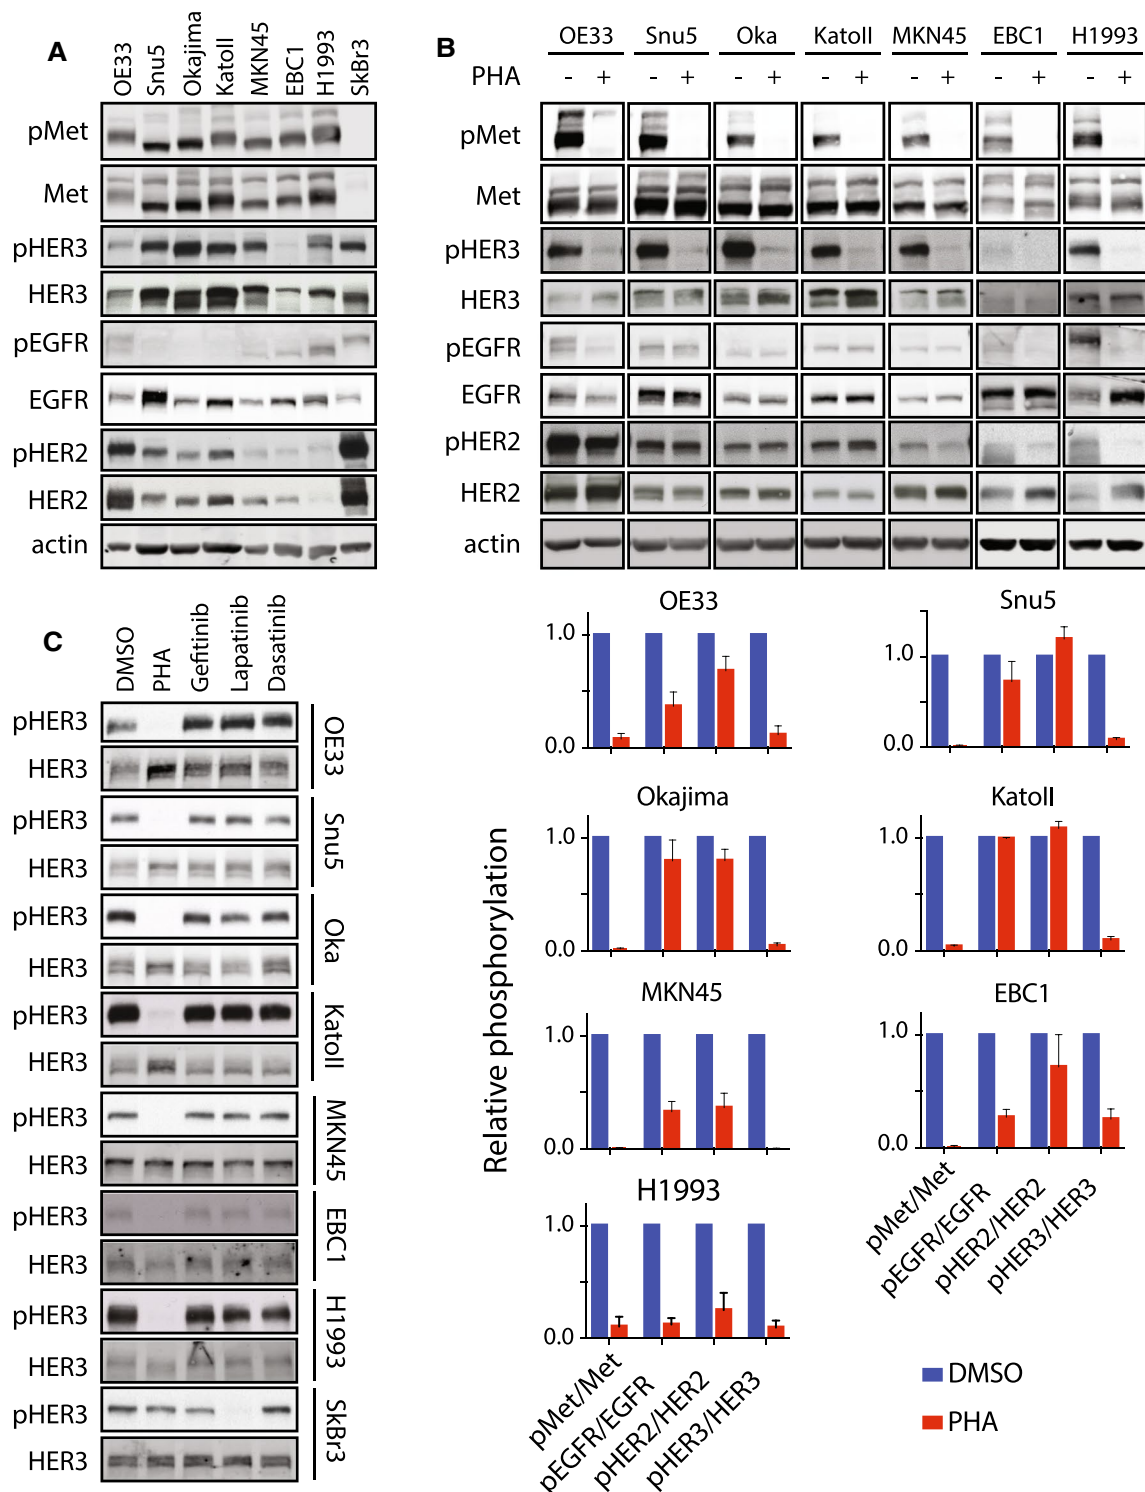 A
OE33
Snu5
Okajima
KatoII
MKN45
EBC1
H1993
SkBr3
pMet
Met
pHER3
HER3
pEGFR
EGFR
pHER2
HER2
actin
B
OE33 Snu5 Oka KatoII MKN45 EBC1 H1993
PHA - + - + - + - + - + - + - +
pMet
Met
pHER3
HER3
pEGFR
EGFR
pHER2
HER2
actin
C
DMSO
PHA
Gefitinib
Lapatinib
Dasatinib
pHER3
HER3
OE33
pHER3
HER3
Snu5
pHER3
HER3
Oka
pHER3
HER3
KatoII
pHER3
HER3
MKN45
pHER3
HER3
EBC1
pHER3
HER3
H1993
pHER3
HER3
SkBr3
Relative phosphorylation
OE33
1.0
0.0
Snu5
1.0
0.0
Okajima
1.0
0.0
KatoII
1.0
0.0
MKN45
1.0
0.0
EBC1
1.0
0.0
pMet/Met
pEGFR/EGFR
pHER2/HER2
pHER3/HER3
H1993
1.0
0.0
pMet/Met
pEGFR/EGFR
pHER2/HER2
pHER3/HER3
DMSO
PHA